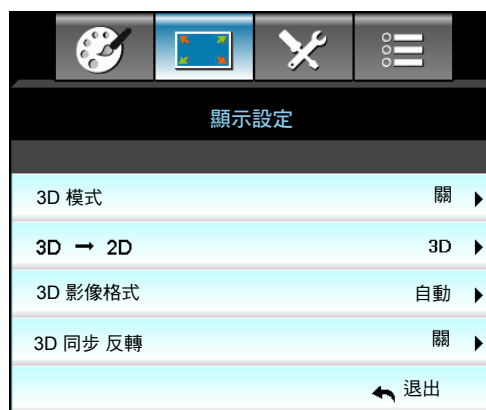 顯示設定
3D 模式 關
3D → 2D 3D
3D 影像格式 自動
3D 同步 反轉 關
退出